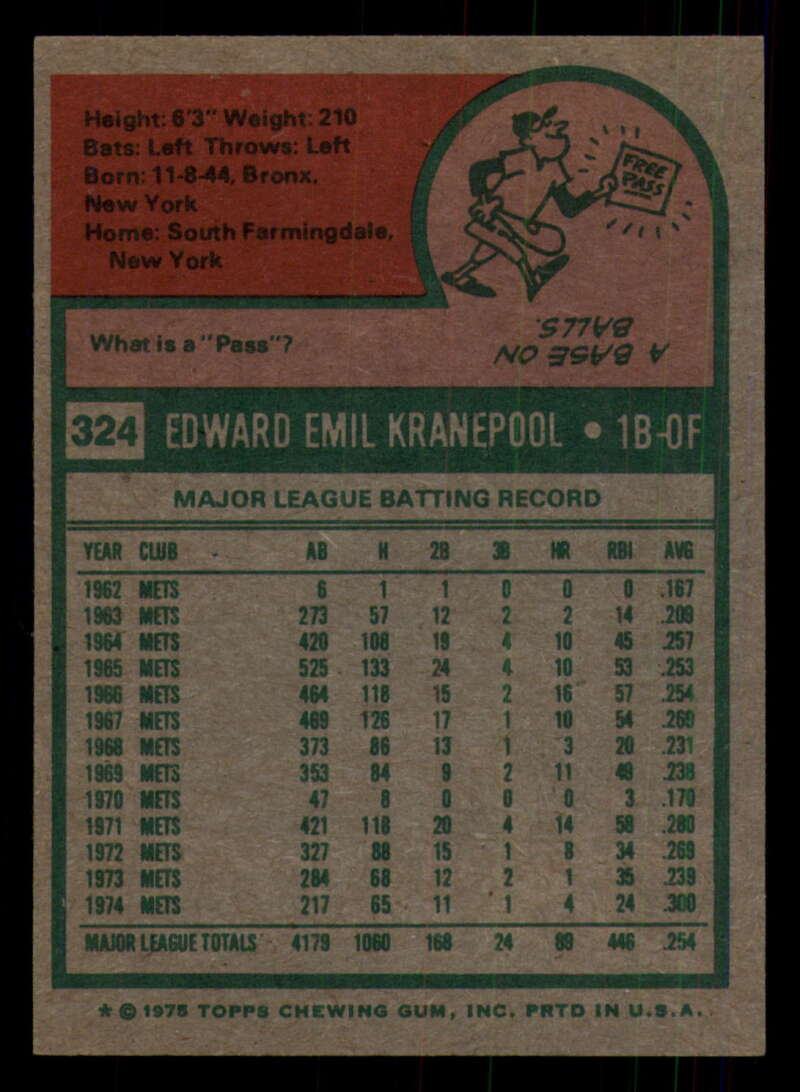 Height: 6'3" Weight: 210
Bats: Left Throws: Left
Born: 11-8-44, Bronx,
New York
Home: South Farmingdale,
New York
FREE
PASS
What is a "Pass"?
A BASE ON
BALLS.
324 EDWARD EMIL KRANEPOOL • 1B-OF
MAJOR LEAGUE BATTING RECORD
YEAR CLUB AB H 2B 3B HR RBI AVG
1962 METS 6 1 1 0 0 0 .167
1963 METS 273 57 12 2 2 14 .209
1964 METS 420 108 19 4 10 45 .257
1965 METS 525 133 24 4 10 53 .253
1966 METS 464 118 15 2 16 57 .254
1967 METS 469 126 17 1 10 54 .269
1968 METS 373 86 13 1 3 20 .231
1969 METS 353 84 9 2 11 49 .238
1970 METS 47 8 0 0 0 3 .170
1971 METS 421 118 20 4 14 58 .280
1972 METS 327 88 15 1 8 34 .269
1973 METS 284 68 12 2 1 35 .239
1974 METS 217 65 11 1 4 24 .300
MAJOR LEAGUE TOTALS 4179 1060 168 24 89 446 .254
* © 1975 TOPPS CHEWING GUM, INC. PRTD IN U.S.A.